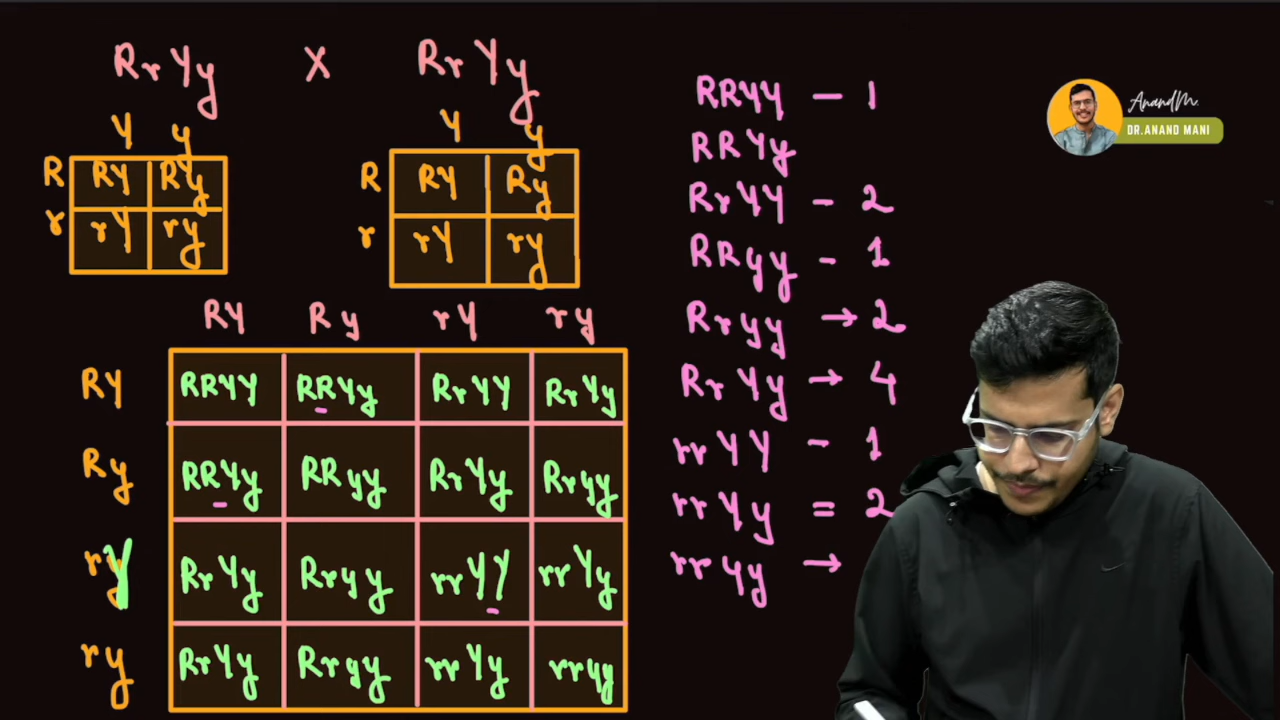 RrYy X RrYy
Y y
R RY Ry
r rY ry
Y y
R RY Ry
r rY ry
RY Ry rY ry
RY RRYY RRYy RrYY RrYy
Ry RRYy RRyy RrYy Rryy
rY RrYy Rryy rrYY rrYy
ry RrYy Rryy rrYy rryy
RRYY - 1
RRYy
RrYY - 2
RRyy - 1
Rryy → 2
RrYy → 4
rrYY - 1
rrYy = 2
rryy →
AnandM.
DR.ANAND MANI